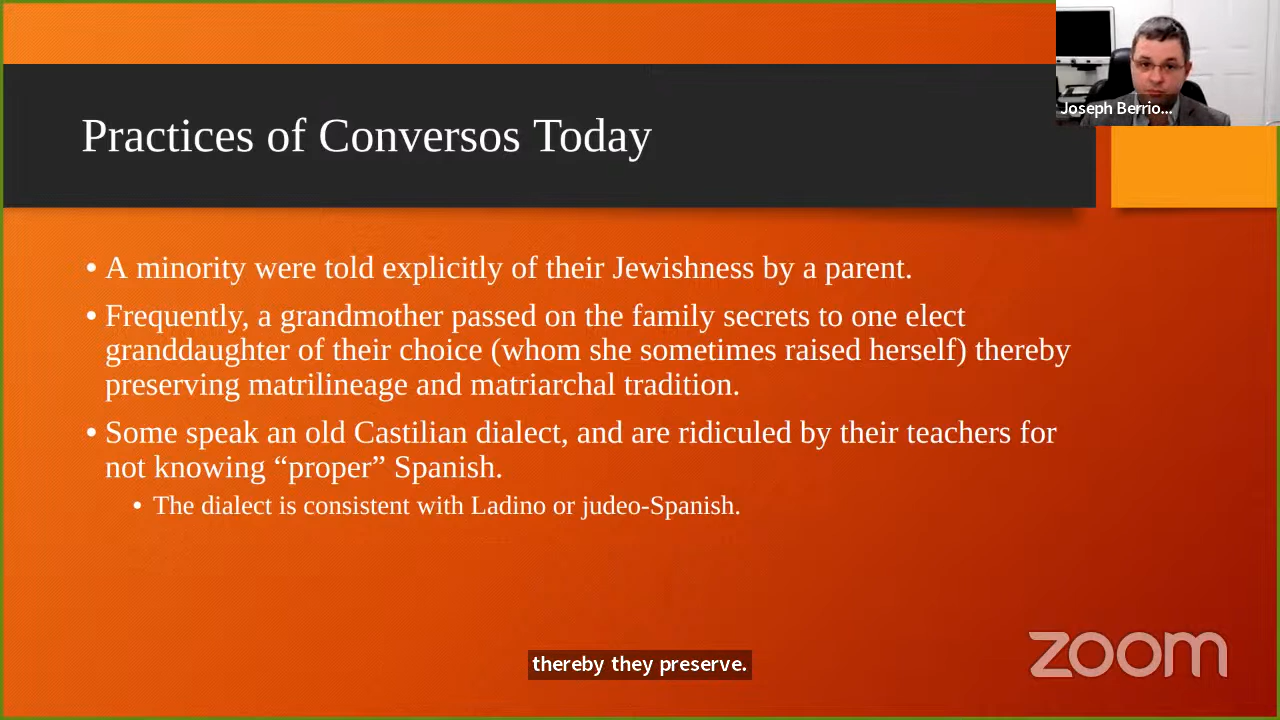 Joseph Berrio...
Practices of Conversos Today
• A minority were told explicitly of their Jewishness by a parent.
• Frequently, a grandmother passed on the family secrets to one elect
granddaughter of their choice (whom she sometimes raised herself) thereby
preserving matrilineage and matriarchal tradition.
• Some speak an old Castilian dialect, and are ridiculed by their teachers for
not knowing “proper” Spanish.
• The dialect is consistent with Ladino or judeo-Spanish.
thereby they preserve.
zoom